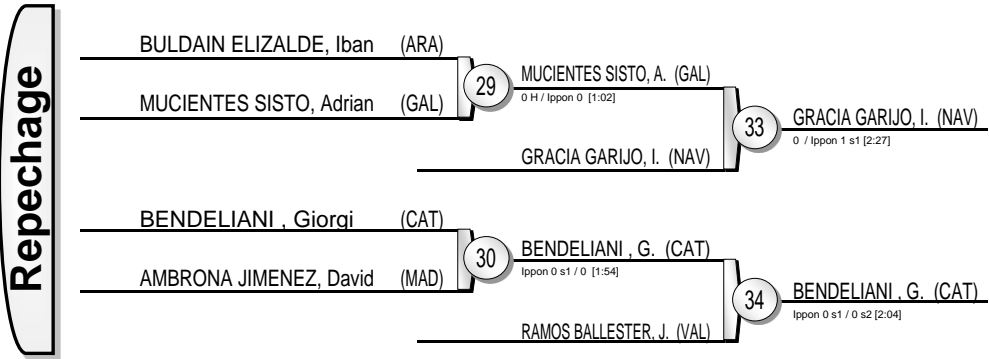 Repechage
BULDAIN ELIZALDE, Iban (ARA)
MUCIENTES SISTO, Adrian (GAL)
29
MUCIENTES SISTO, A. (GAL)
0 H / Ippon 0 [1:02]
GRACIA GARIJO, I. (NAV)
33
GRACIA GARIJO, I. (NAV)
0 / Ippon 1 s1 [2:27]
BENDELIANI , Giorgi (CAT)
AMBRONA JIMENEZ, David (MAD)
30
BENDELIANI , G. (CAT)
Ippon 0 s1 / 0 [1:54]
RAMOS BALLESTER, J. (VAL)
34
BENDELIANI , G. (CAT)
Ippon 0 s1 / 0 s2 [2:04]